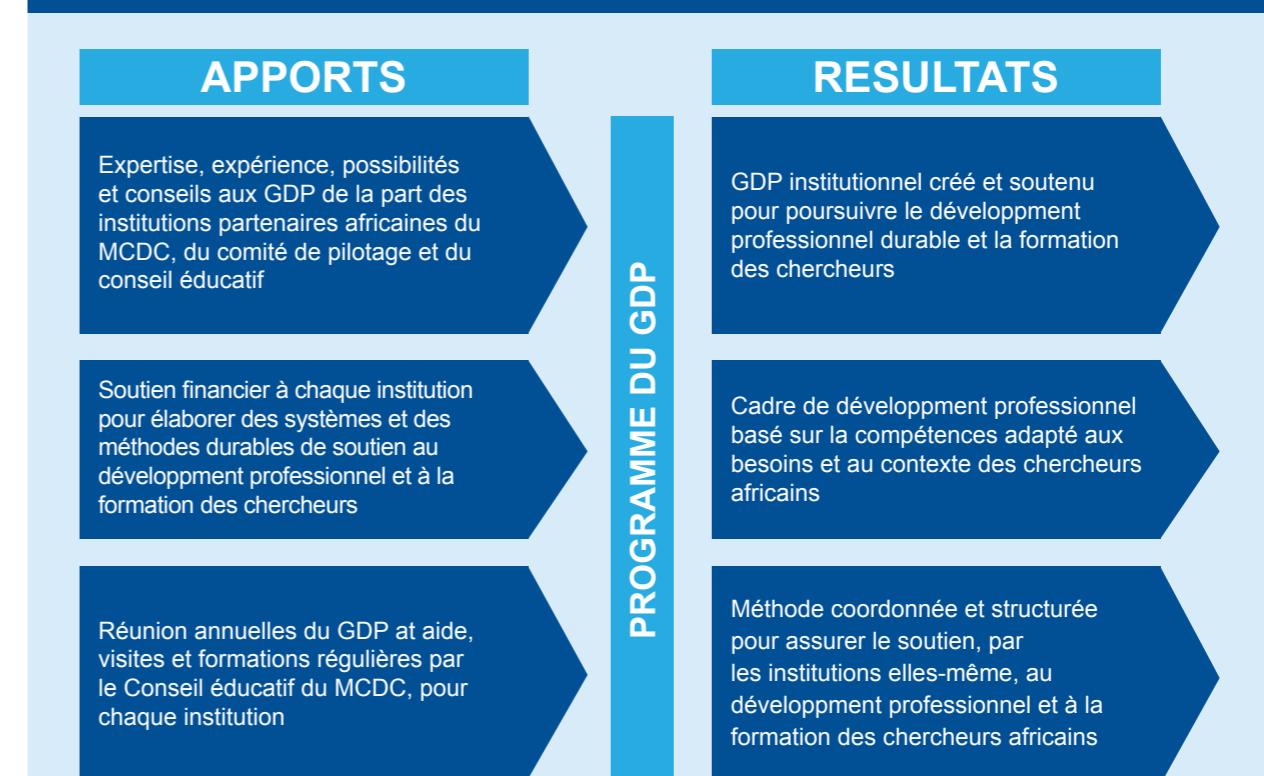 APPORTS
Expertise, expérience, possibilités
et conseils aux GDP de la part des
institutions partenaires africaines du
MCDC, du comité de pilotage et du
conseil éducatif
Soutien financier à chaque institution
pour élaborer des systèmes et des
méthodes durables de soutien au
développment professionnel et à la
formation des chercheurs
Réunion annuelles du GDP at aide,
visites et formations régulières par
le Conseil éducatif du MCDC, pour
chaque institution
PROGRAMME DU GDP
RESULTATS
GDP institutionnel créé et soutenu
pour poursuivre le développment
professionnel durable et la formation
des chercheurs
Cadre de développment professionnel
basé sur la compétences adapté aux
besoins et au contexte des chercheurs
africains
Méthode coordonnée et structurée
pour assurer le soutien, par
les institutions elles-même, au
développment professionnel et à la
formation des chercheurs africains